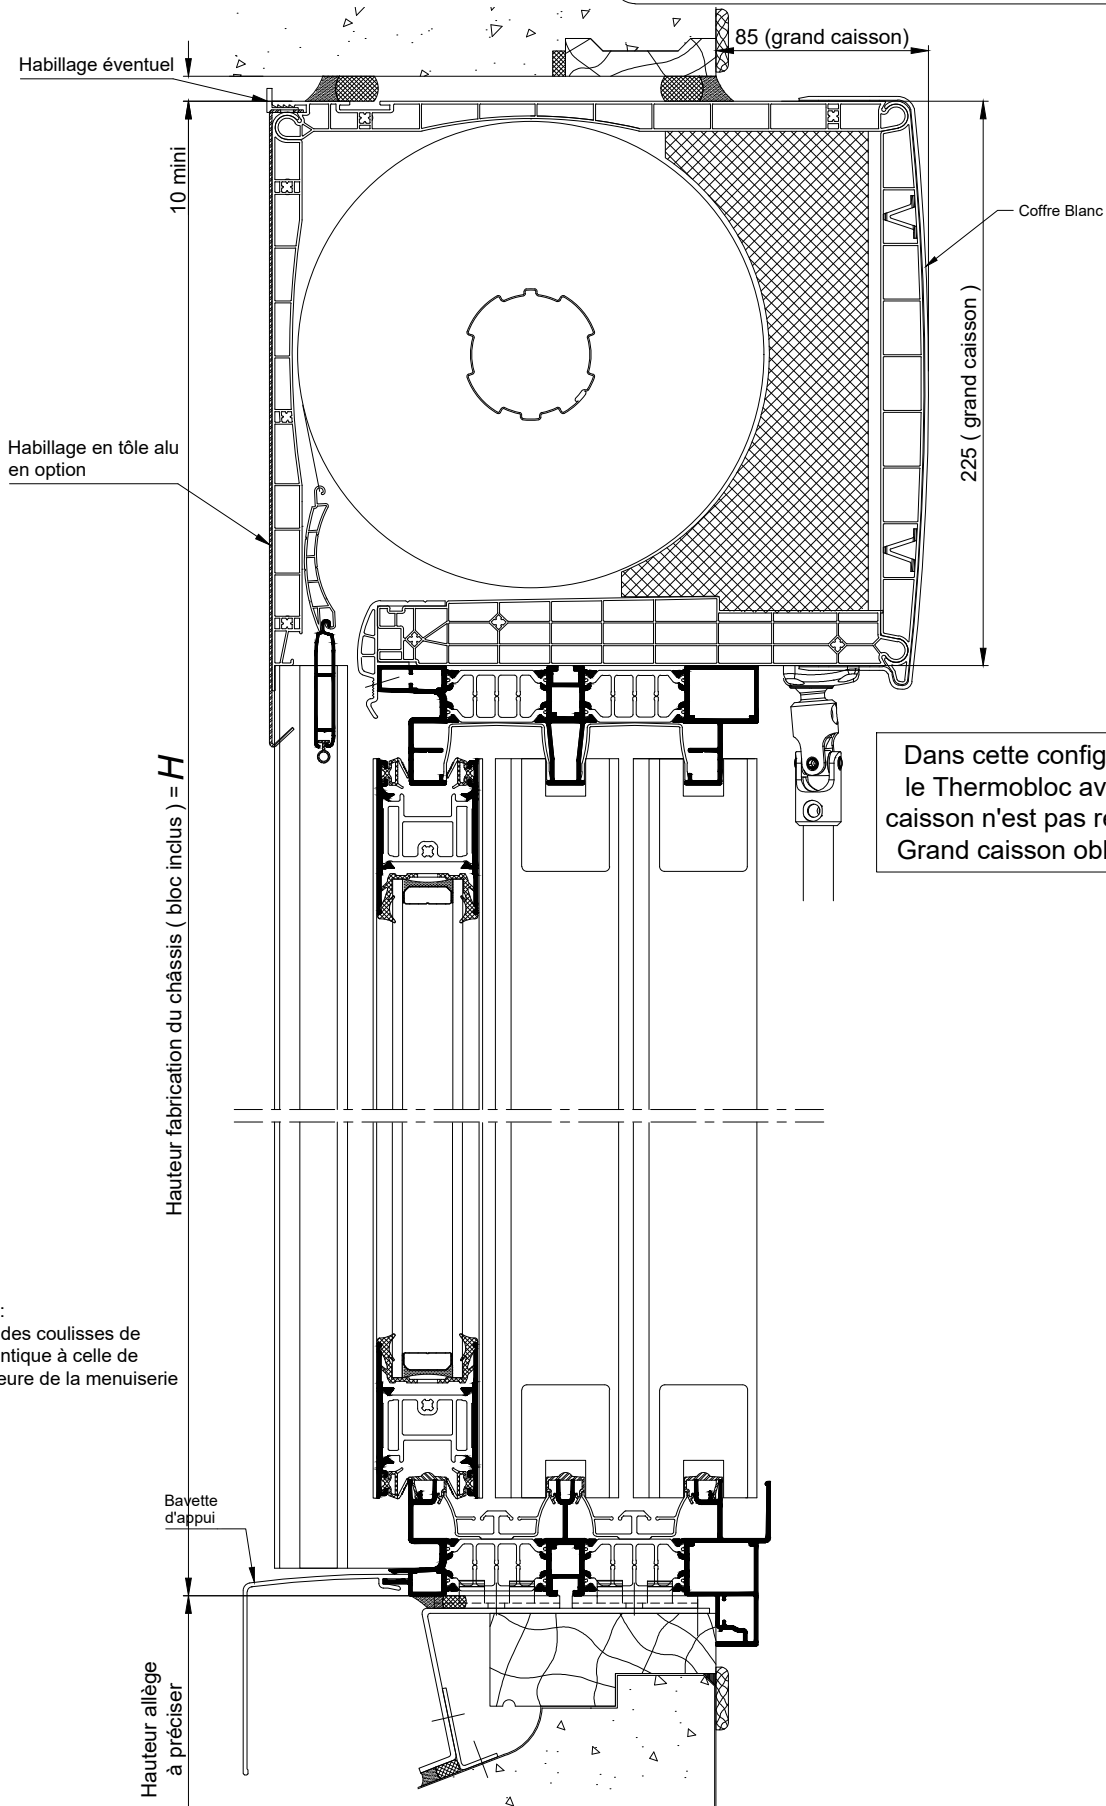 85 (grand caisson)
Habillage éventuel
10 mini
Coffre Blanc
225 ( grand caisson )
Habillage en tôle alu
en option
Dans cette config
le Thermobloc av
caisson n'est pas re
Grand caisson obl
Hauteur fabrication du châssis ( bloc inclus ) = H
:
des coulisses de
ntique à celle de
eure de la menuiserie
Bavette
d'appui
Hauteur allège
à préciser